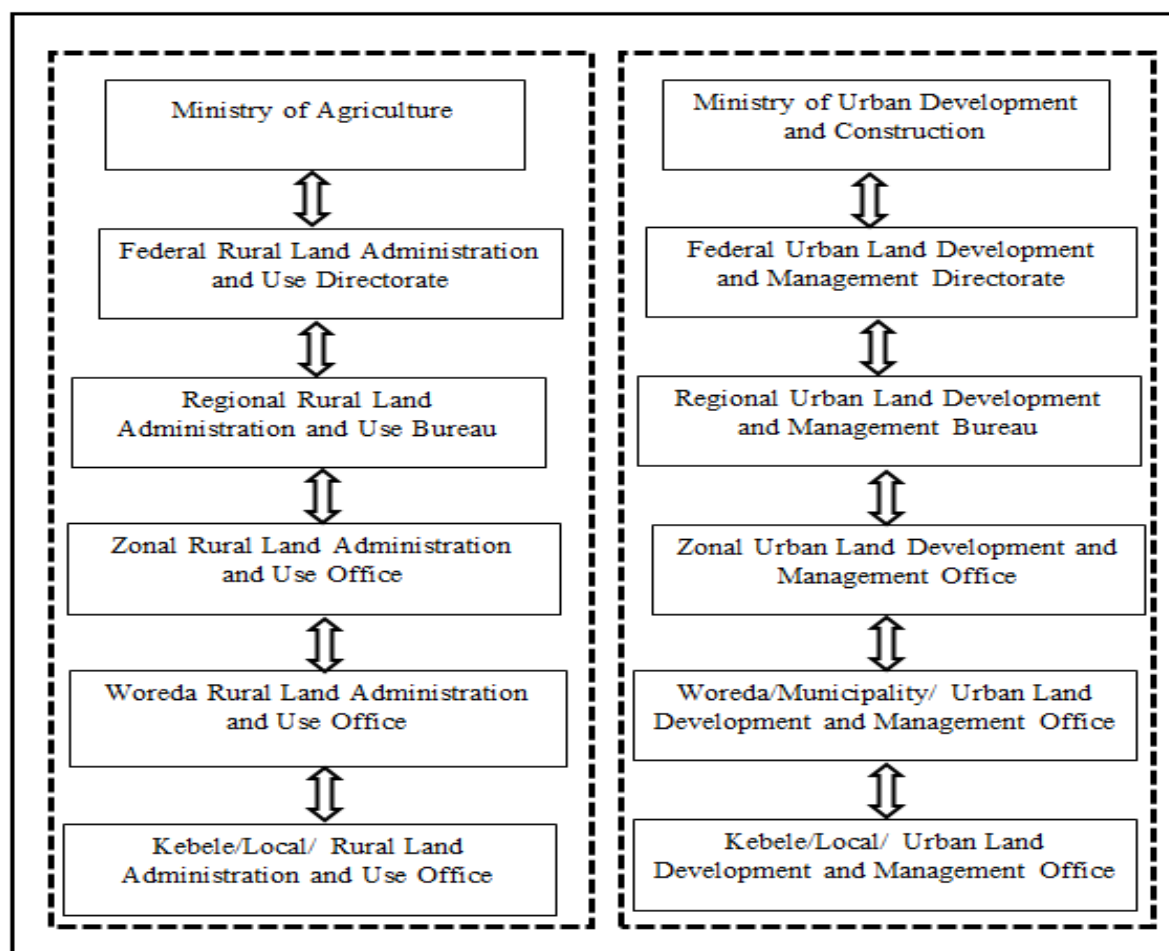 Ministry of Agriculture
Federal Rural Land Administration
and Use Directorate
Regional Rural Land
Administration and Use Bureau
Zonal Rural Land Administration
and Use Office
Woreda Rural Land Administration
and Use Office
Kebele/Local/ Rural Land
Administration and Use Office
Ministry of Urban Development
and Construction
Federal Urban Land Development
and Management Directorate
Regional Urban Land Development
and Management Bureau
Zonal Urban Land Development and
Management Office
Woreda/Municipality/ Urban Land
Development and Management Office
Kebele/Local/ Urban Land
Development and Management Office